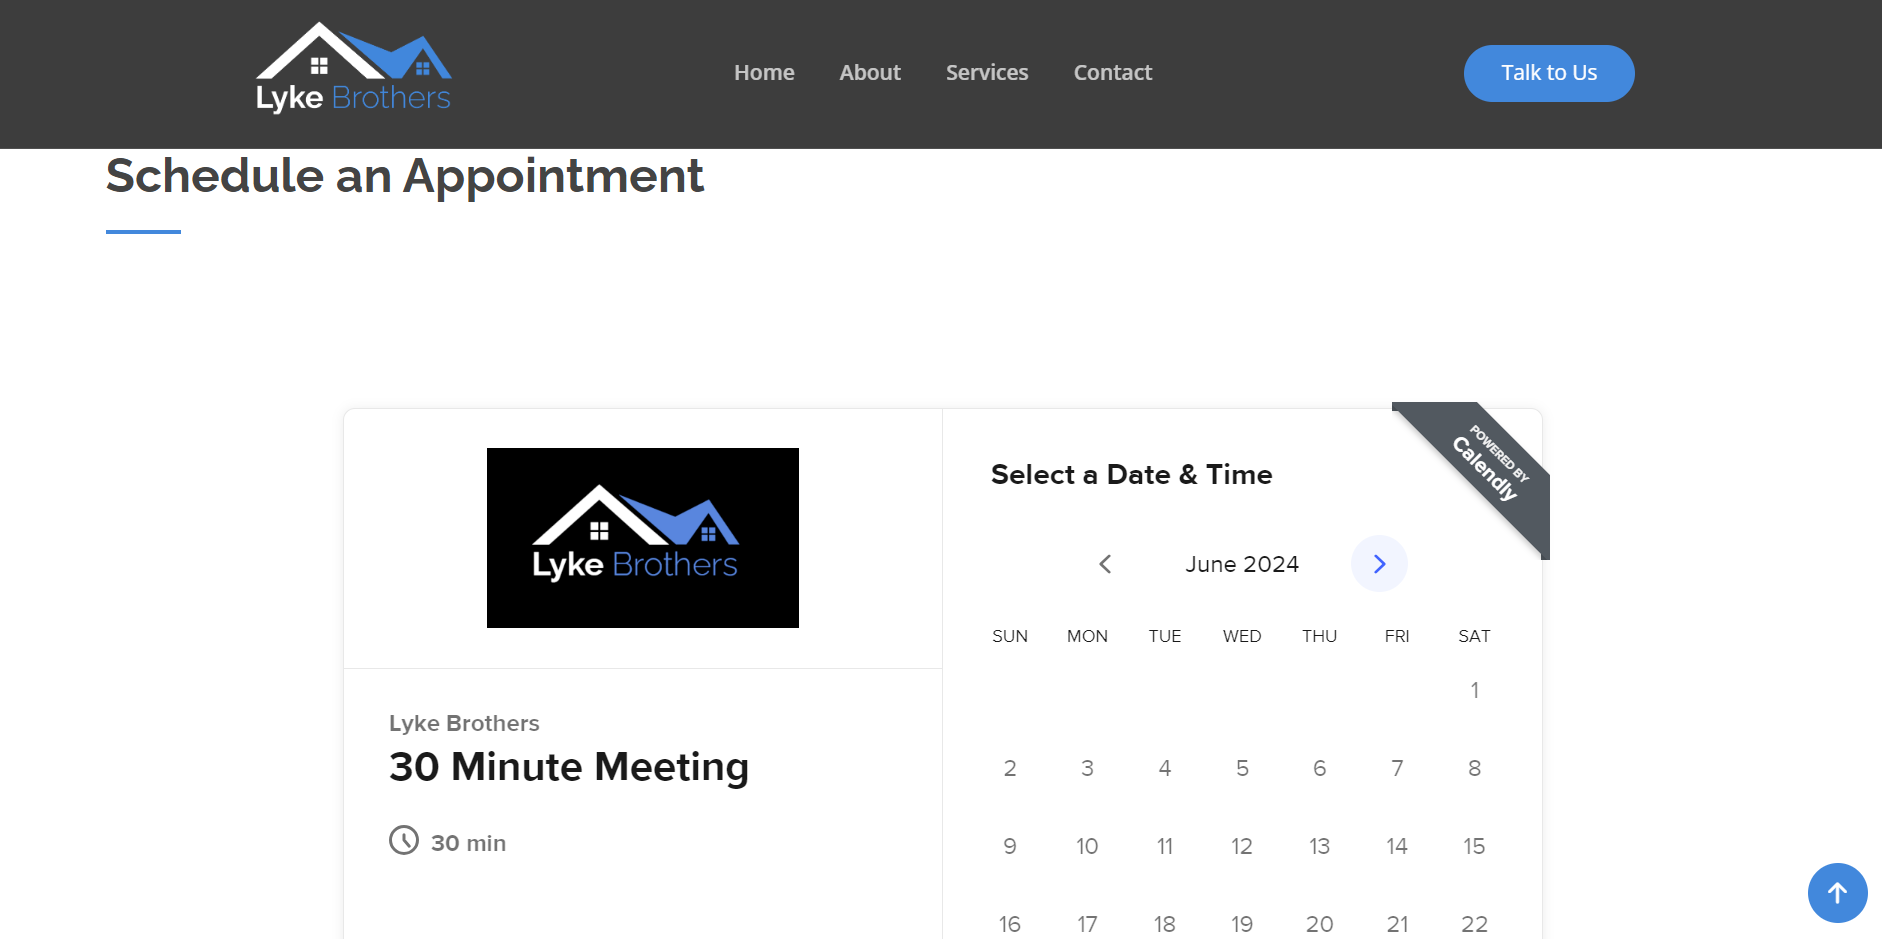 Lyke Brothers
Home About Services Contact
Talk to Us
Schedule an Appointment
Lyke Brothers
Lyke Brothers
30 Minute Meeting
30 min
Select a Date & Time
POWERED BY
Calendly
June 2024
SUN MON TUE WED THU FRI SAT
1
2 3 4 5 6 7 8
9 10 11 12 13 14 15
16 17 18 19 20 21 22